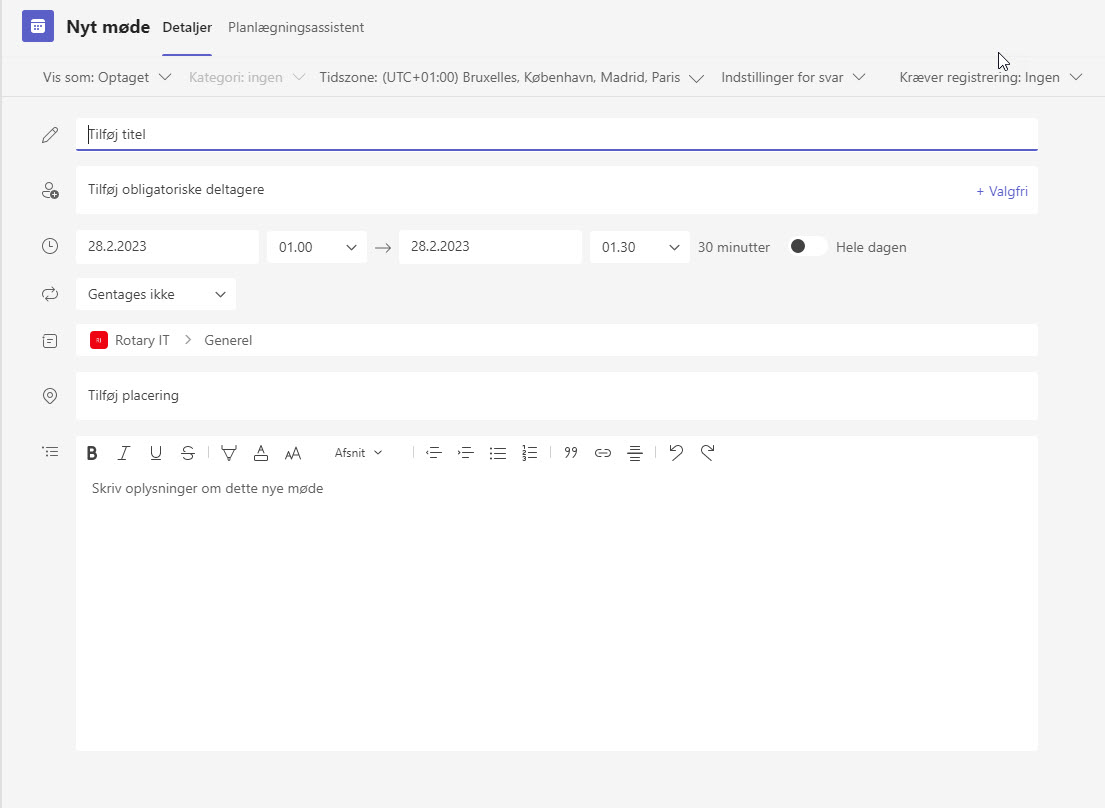 Nyt møde Detaljer Planlægningsassistent
Vis som: Optaget Kategori: ingen Tidszone: (UTC+01:00) Bruxelles, København, Madrid, Paris Indstillinger for svar Kræver registrering: Ingen
Tilføj titel
Tilføj obligatoriske deltagere + Valgfri
28.2.2023 01.00 28.2.2023 01.30 30 minutter Hele dagen
Gentages ikke
RI Rotary IT Generel
Tilføj placering
B I U S A AA Afsnit
Skriv oplysninger om dette nye møde